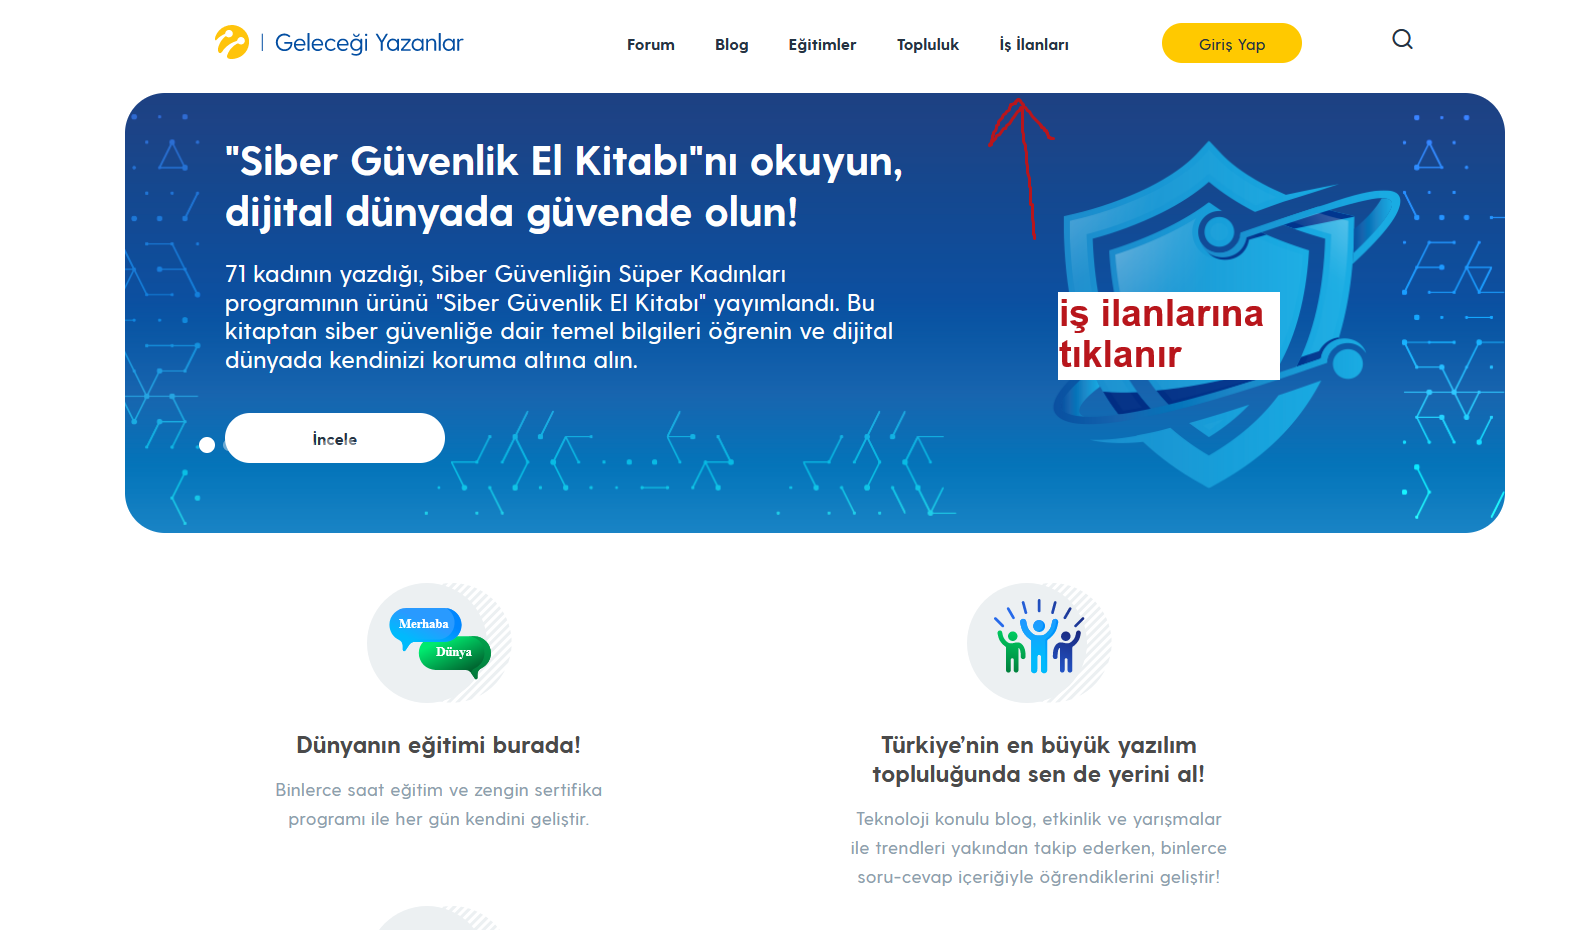 Geleceği Yazanlar
Forum Blog Eğitimler Topluluk İş İlanları
Giriş Yap
"Siber Güvenlik El Kitabı"nı okuyun,
dijital dünyada güvende olun!
71 kadının yazdığı, Siber Güvenliğin Süper Kadınları
programının ürünü "Siber Güvenlik El Kitabı" yayımlandı. Bu
kitaptan siber güvenliğe dair temel bilgileri öğrenin ve dijital
dünyada kendinizi koruma altına alın.
İncele
iş ilanlarına
tıklanır
Merhaba
Dünya
Dünyanın eğitimi burada!
Binlerce saat eğitim ve zengin sertifika
programı ile her gün kendini geliştir.
Türkiye’nin en büyük yazılım
topluluğunda sen de yerini al!
Teknoloji konulu blog, etkinlik ve yarışmalar
ile trendleri yakından takip ederken, binlerce
soru-cevap içeriğiyle öğrendiklerini geliştir!